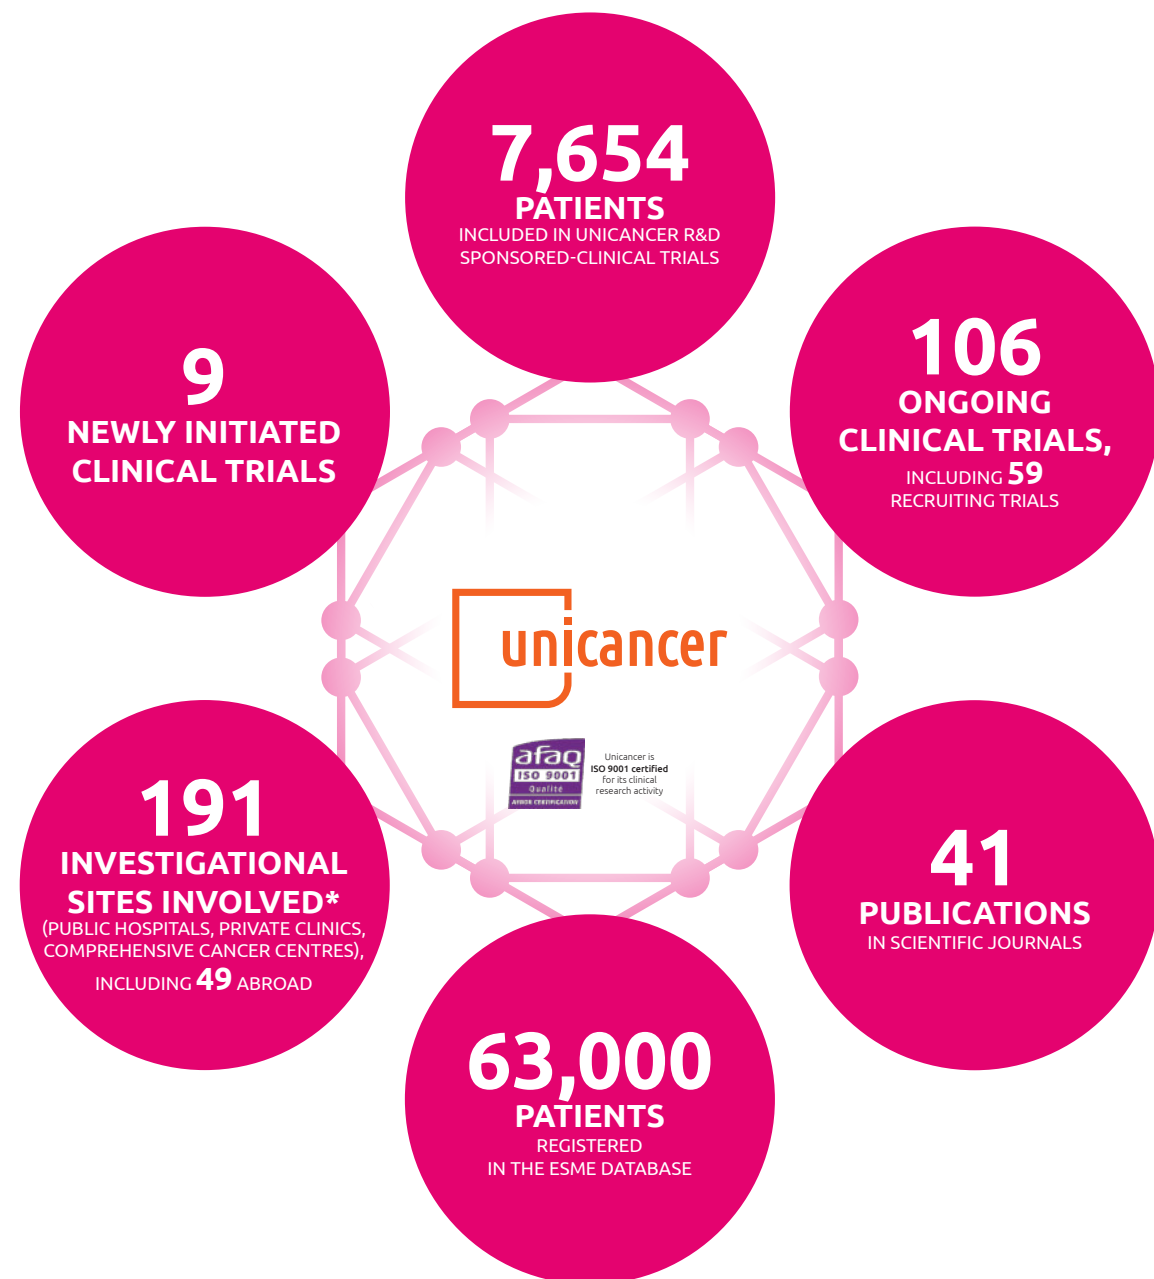 7,654
PATIENTS
INCLUDED IN UNICANCER R&D
SPONSORED-CLINICAL TRIALS
9
NEWLY INITIATED
CLINICAL TRIALS
106
ONGOING
CLINICAL TRIALS,
INCLUDING 59
RECRUITING TRIALS
unicancer
afaq
ISO 9001
Qualité
AFNOR CERTIFICATION
Unicancer is
ISO 9001 certified
for its clinical
research activity
191
INVESTIGATIONAL
SITES INVOLVED*
(PUBLIC HOSPITALS, PRIVATE CLINICS,
COMPREHENSIVE CANCER CENTRES),
INCLUDING 49 ABROAD
41
PUBLICATIONS
IN SCIENTIFIC JOURNALS
63,000
PATIENTS
REGISTERED
IN THE ESME DATABASE